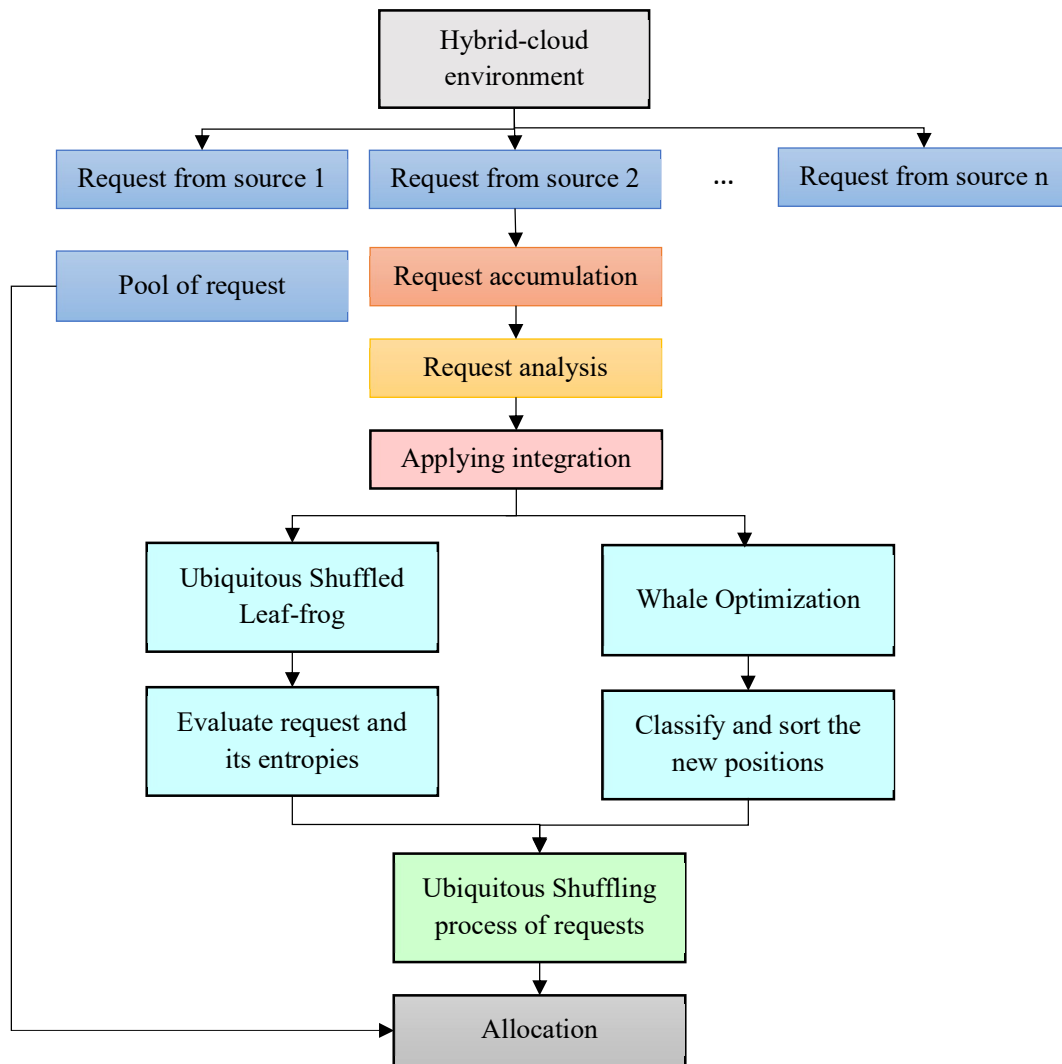 Hybrid-cloud
environment
Request from source 1
Request from source 2
...
Request from source n
Pool of request
Request accumulation
Request analysis
Applying integration
Ubiquitous Shuffled
Leaf-frog
Whale Optimization
Evaluate request and
its entropies
Classify and sort the
new positions
Ubiquitous Shuffling
process of requests
Allocation